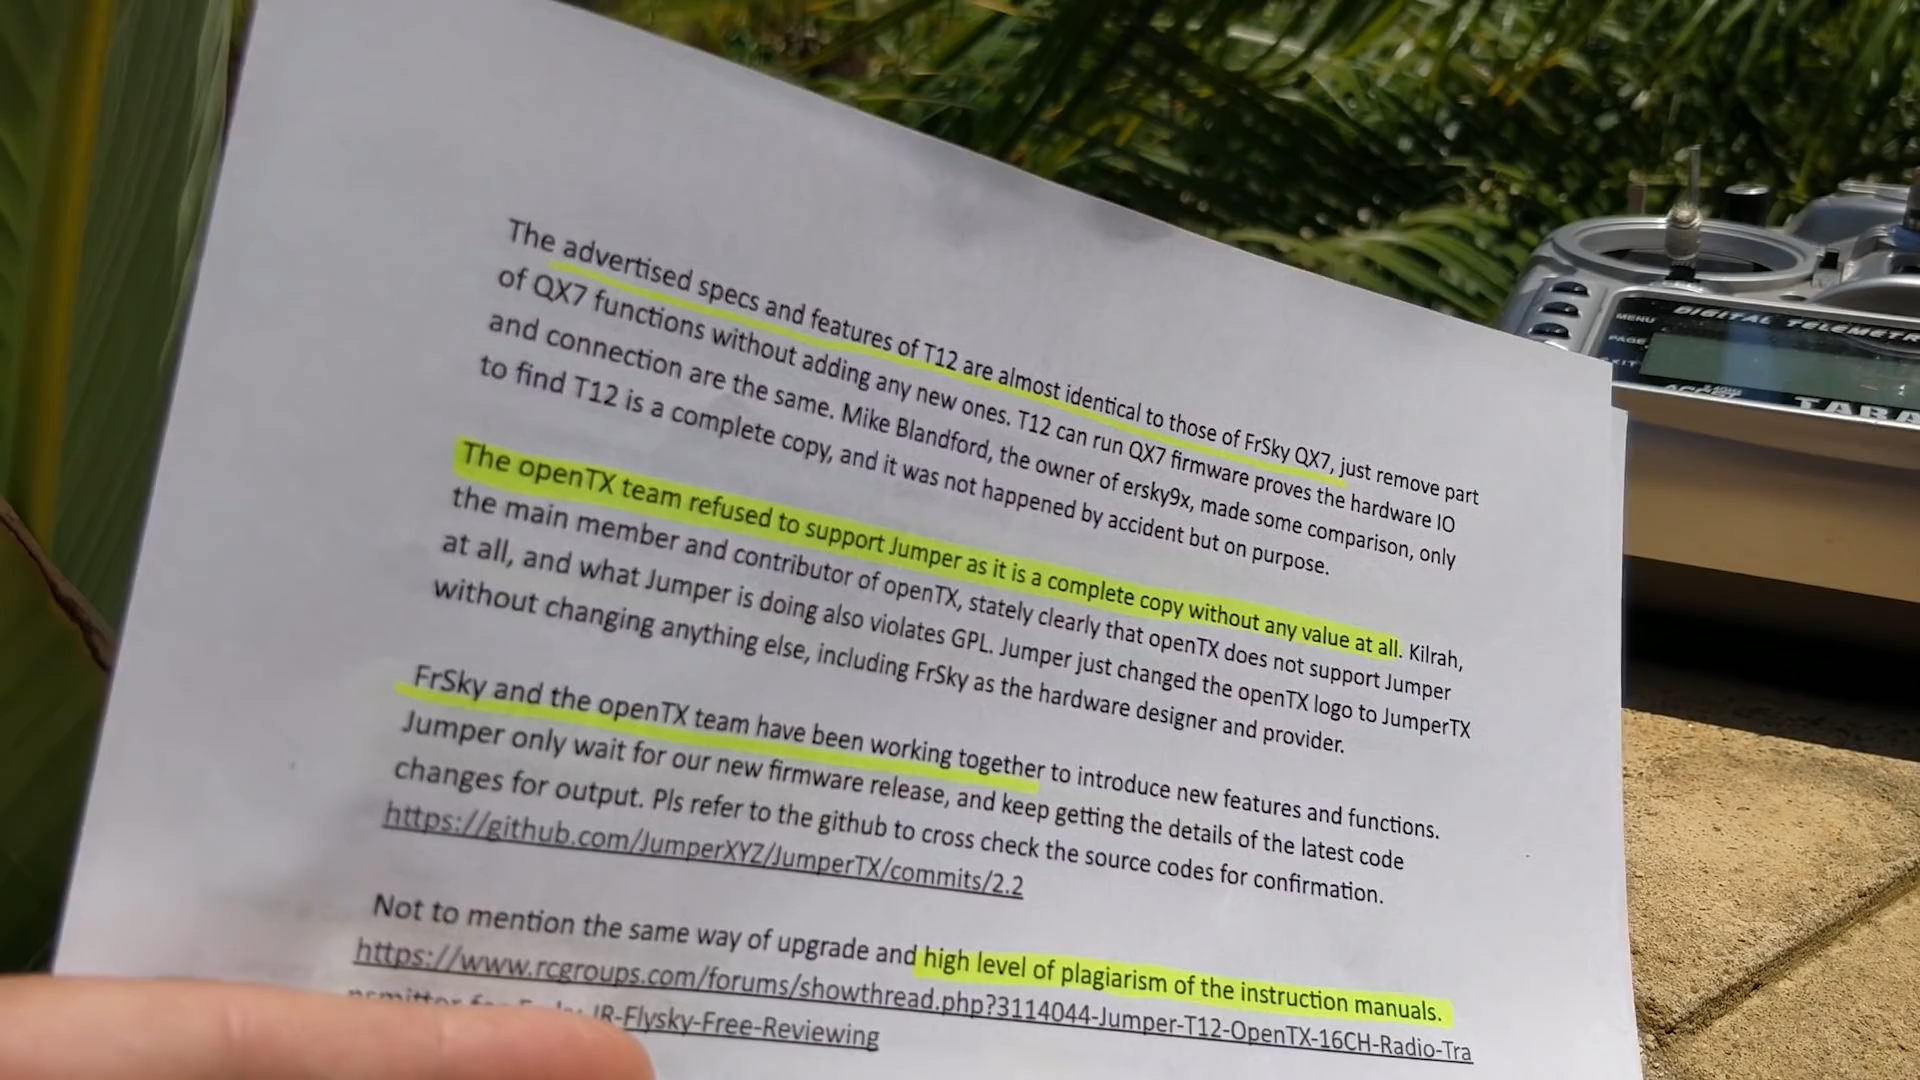 The advertised specs and features of T12 are almost identical to those of FrSky QX7, just remove part
of QX7 functions without adding any new ones. T12 can run QX7 firmware proves the hardware IO
and connection are the same. Mike Blandford, the owner of ersky9x, made some comparison, only
to find T12 is a complete copy, and it was not happened by accident but on purpose.
The openTX team refused to support Jumper as it is a complete copy without any value at all. Kilrah,
the main member and contributor of openTX, stately clearly that openTX does not support Jumper
at all, and what Jumper is doing also violates GPL. Jumper just changed the openTX logo to JumperTX
without changing anything else, including FrSky as the hardware designer and provider.
FrSky and the openTX team have been working together to introduce new features and functions.
Jumper only wait for our new firmware release, and keep getting the details of the latest code
changes for output. Pls refer to the github to cross check the source codes for confirmation.
https://github.com/JumperXYZ/JumperTX/commits/2.2
Not to mention the same way of upgrade and high level of plagiarism of the instruction manuals.
https://www.rcgroups.com/forums/showthread.php?3114044-Jumper-T12-OpenTX-16CH-Radio-Tra
JR-Flysky-Free-Reviewing
DIGITAL TELEMETR
MENU
PAGE
EXIT
TARA